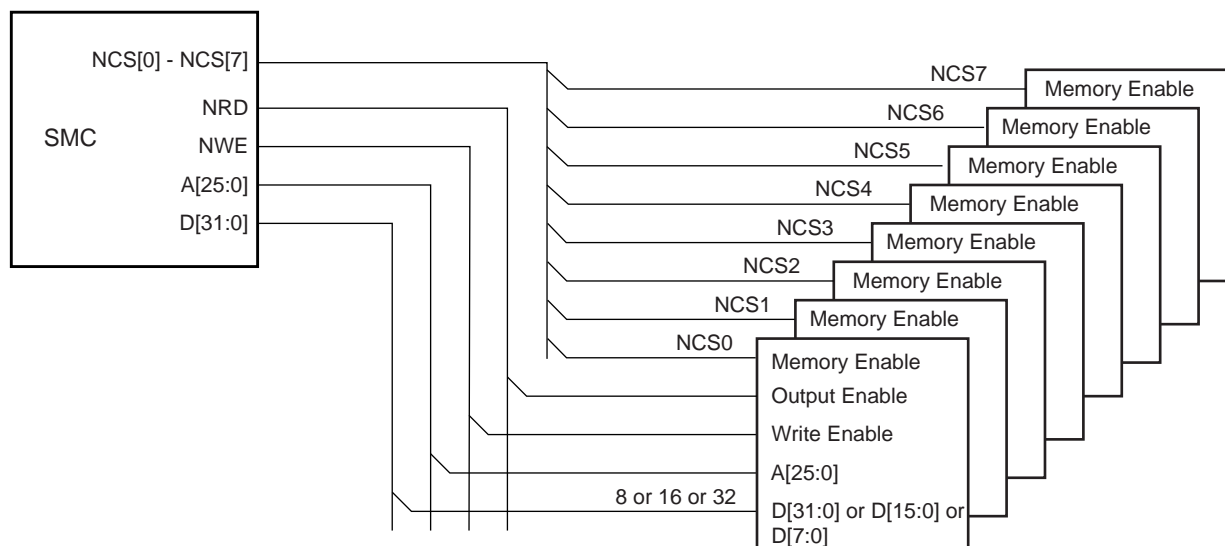 NCS[0] - NCS[7]
NRD
SMC
NWE
A[25:0]
D[31:0]
NCS7
Memory Enable
NCS6
Memory Enable
NCS5
Memory Enable
NCS4
Memory Enable
NCS3
Memory Enable
NCS2
Memory Enable
NCS1
Memory Enable
NCS0
Memory Enable
Output Enable
Write Enable
A[25:0]
8 or 16 or 32
D[31:0] or D[15:0] or
D[7:0]